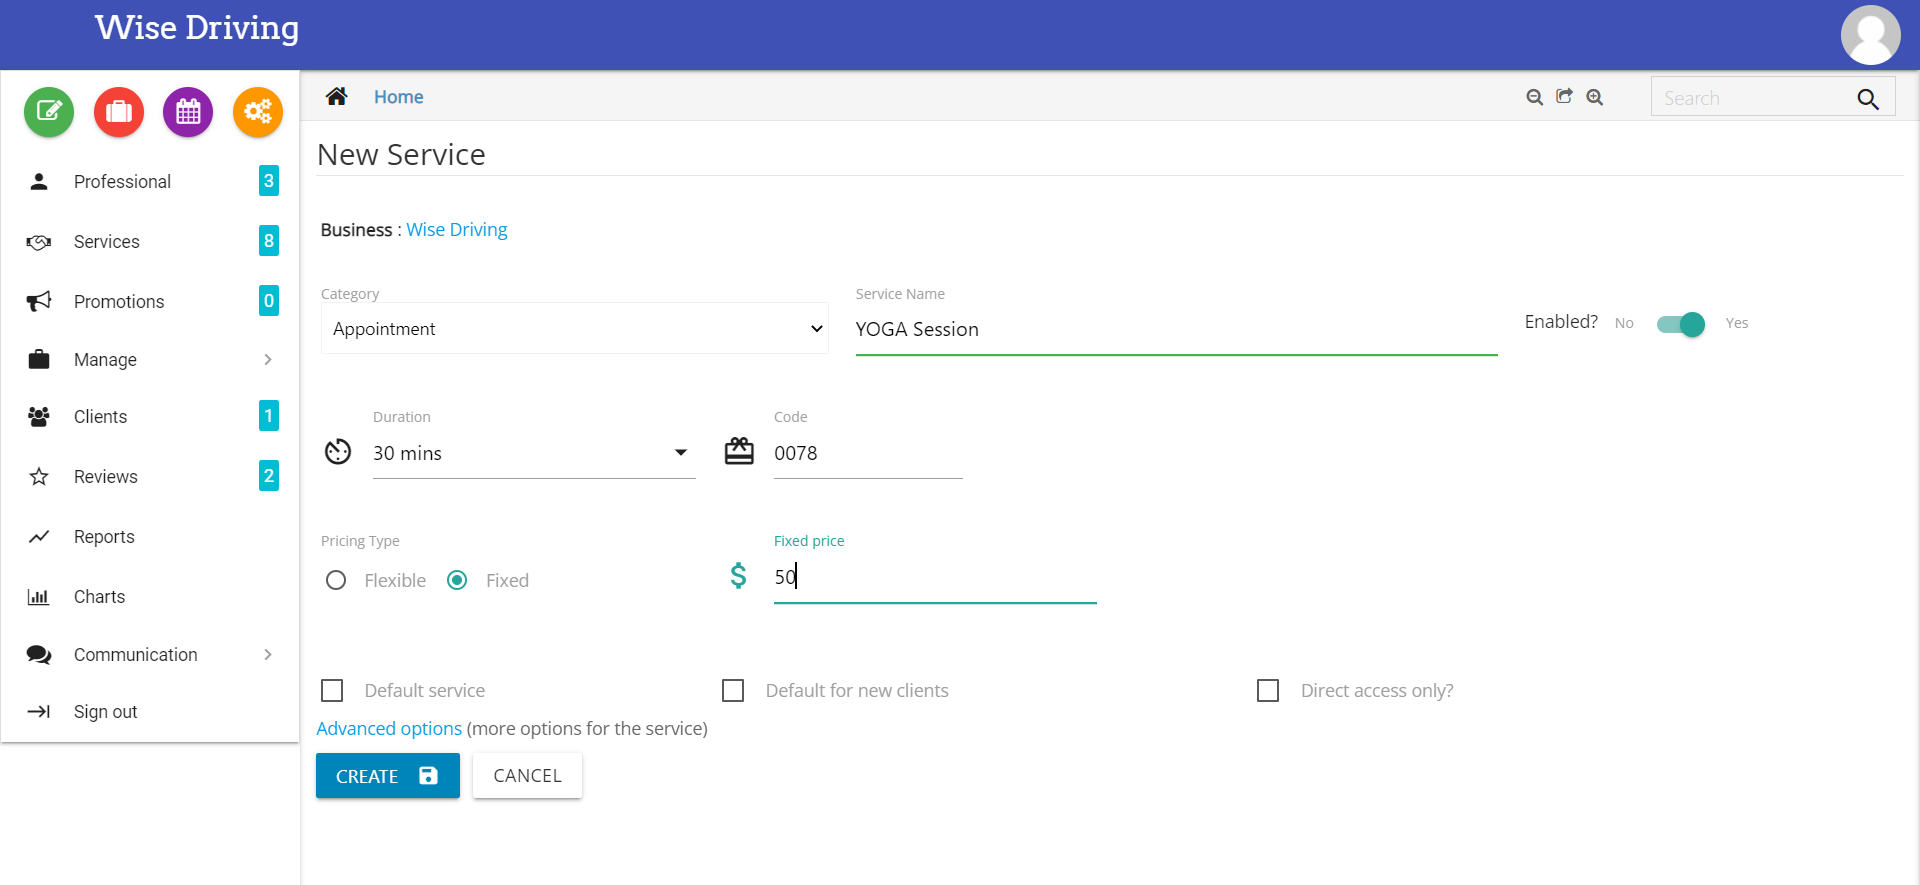 Wise Driving
Home
Search
Professional 3
Services 8
Promotions 0
Manage
Clients 1
Reviews 2
Reports
Charts
Communication
Sign out
New Service
Business : Wise Driving
Category
Appointment
Service Name
YOGA Session
Enabled? No Yes
Duration
30 mins
Code
0078
Pricing Type
Flexible Fixed
Fixed price
$ 50
Default service Default for new clients Direct access only?
Advanced options (more options for the service)
CREATE CANCEL